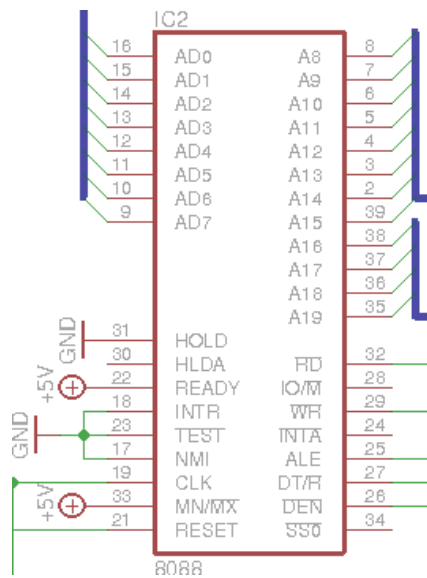 IC2
16 AD0 A8 8
15 AD1 A9 7
14 AD2 A10 6
13 AD3 A11 5
12 AD4 A12 4
11 AD5 A13 3
10 AD6 A14 2
9 AD7 A15 39
A16 38
A17 37
A18 36
A19 35
GND 31 HOLD
30 HLDA RD 32
+5V 22 READY IO/M 28
18 INTR WR 29
GND 23 TEST INTA 24
17 NMI ALE 25
19 CLK DT/R 27
+5V 33 MN/MX DEN 26
21 RESET SS0 34
8088